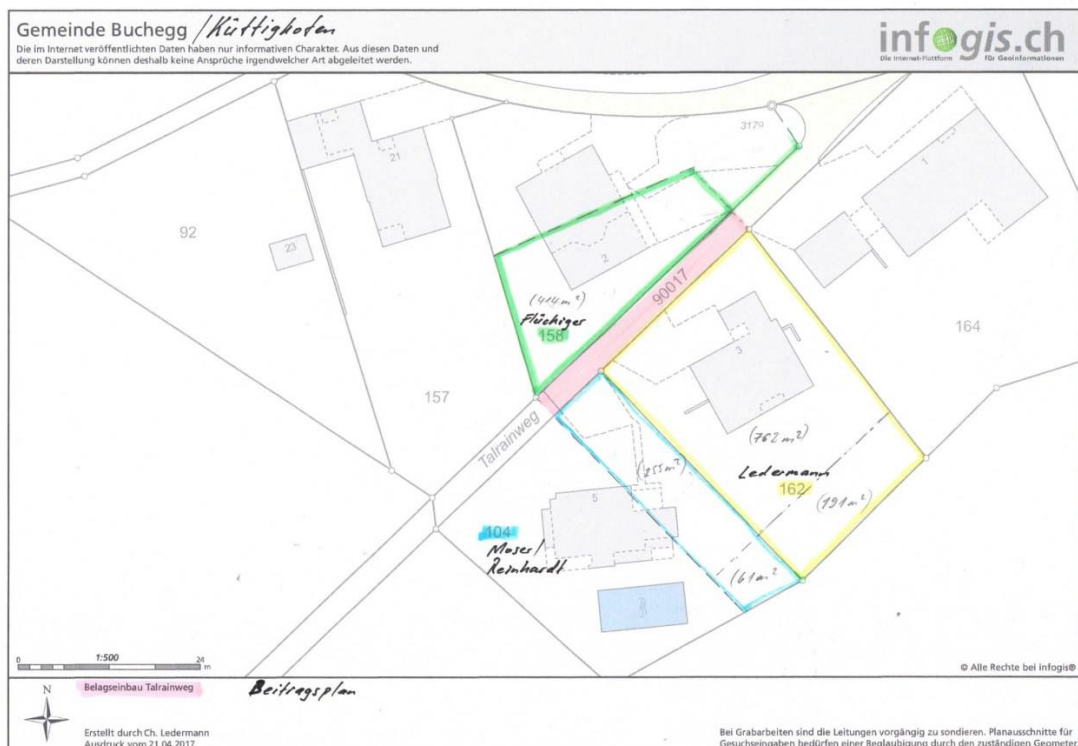 Gemeinde Buchegg / Küttigkofen
Die im Internet veröffentlichten Daten haben nur informativen Charakter. Aus diesen Daten und
deren Darstellung können deshalb keine Ansprüche irgendwelcher Art abgeleitet werden.
infogis.ch
Die Internet-Plattform für Geoinformationen
3179
21
1
92
23
2
90017
(414 m²)
Flückiger
158
164
3
157
Talrainweg
(762 m²)
(255 m²)
Ledermann
162
(191 m²)
5
104
Moser/
Reinhardt
(61 m²
0 1:500 24
m
© Alle Rechte bei infogis®
N
Belagseinbau Talrainweg
Beitragsplan
Erstellt durch Ch. Ledermann
Ausdruck vom 21.04.2017
Bei Grabarbeiten sind die Leitungen vorgängig zu sondieren. Planausschnitte für
Gesuchseingaben bedürfen einer Beglaubigung durch den zuständigen Geometer.